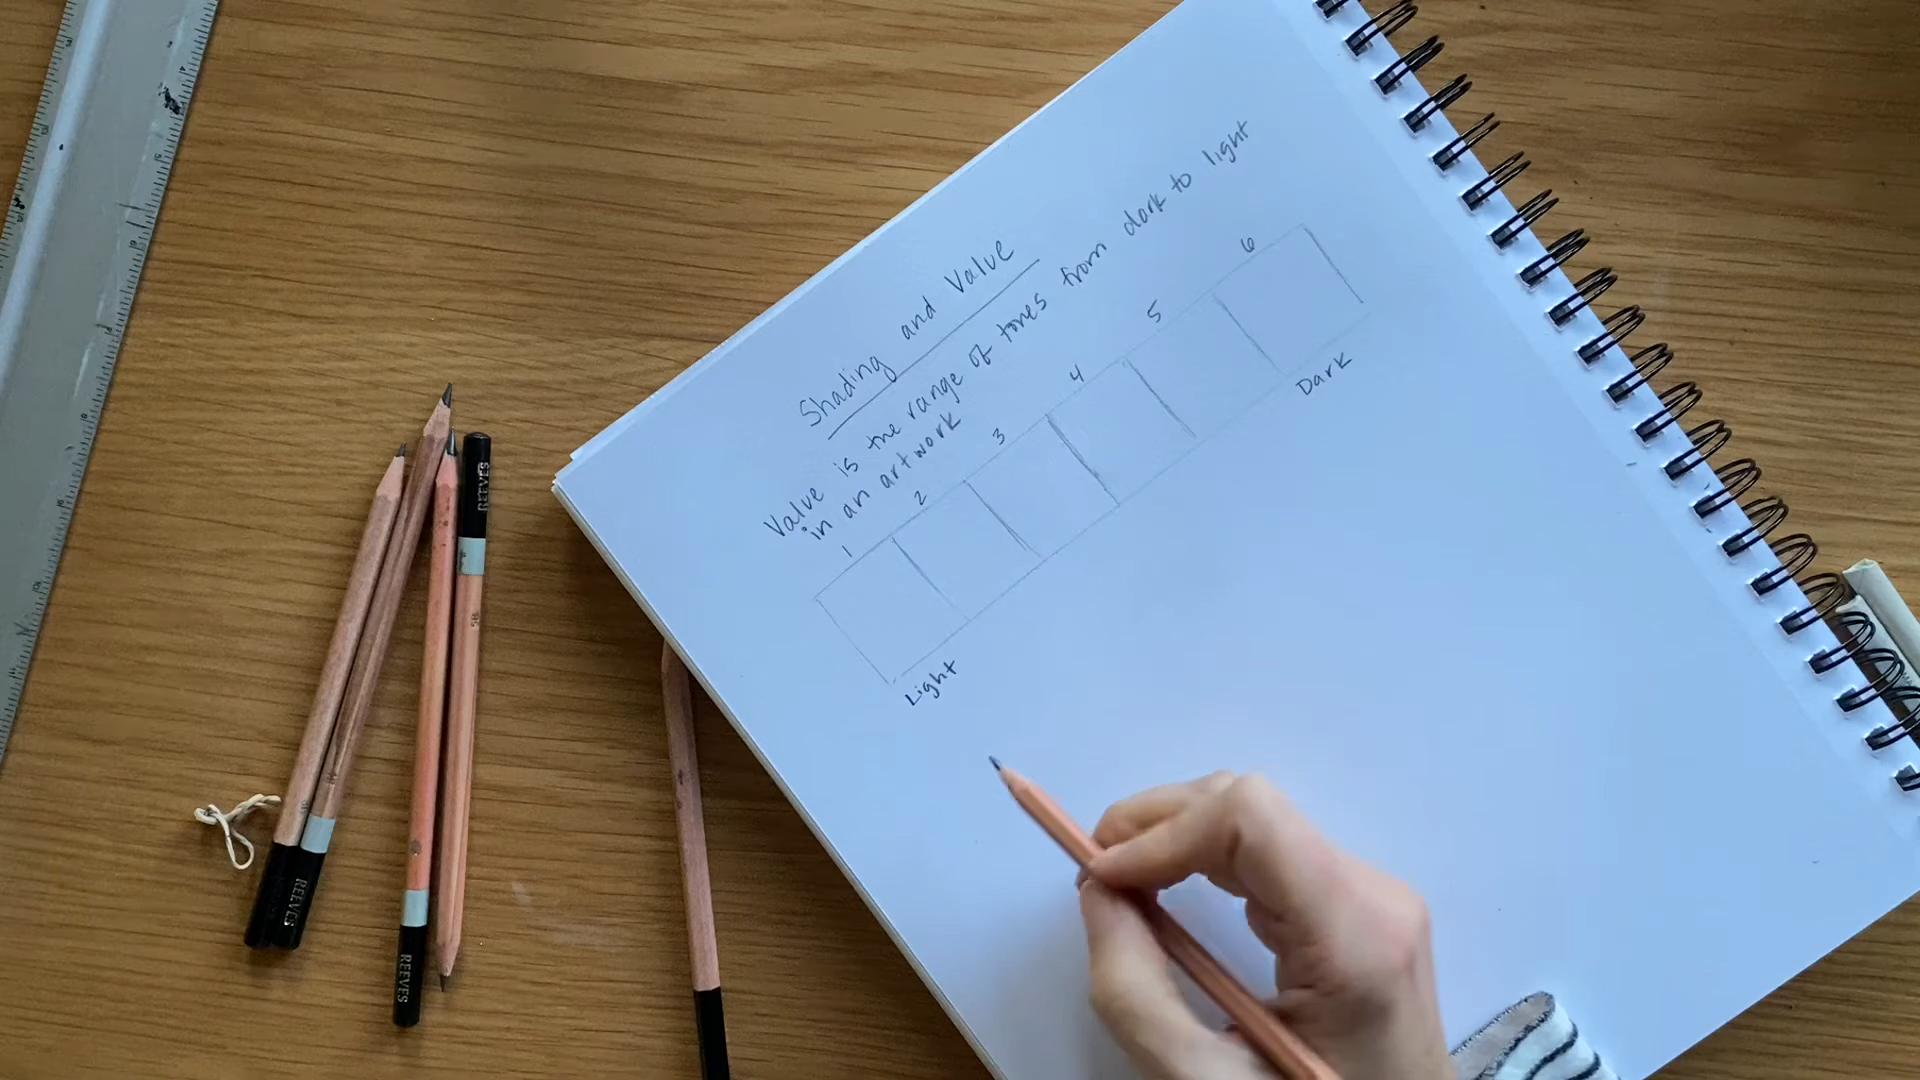 Shading and Value
Value is the range of tones from dark to light
in an artwork
1 2 3 4 5 6
Light Dark
REEVES
REEVES
REEVES